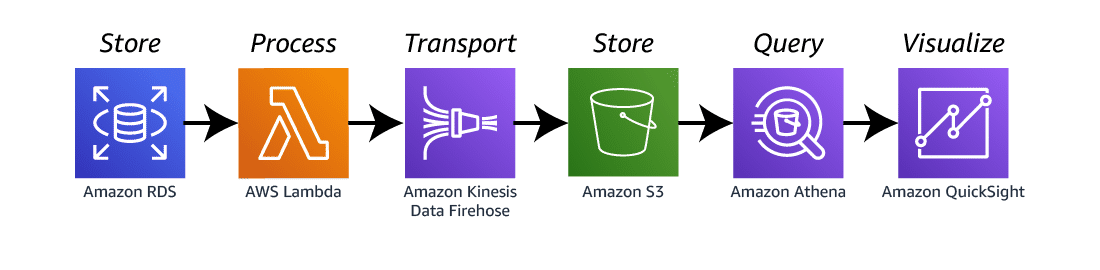 Store
Process
Transport
Store
Query
Visualize
Amazon RDS
AWS Lambda
Amazon Kinesis
Data Firehose
Amazon S3
Amazon Athena
Amazon QuickSight